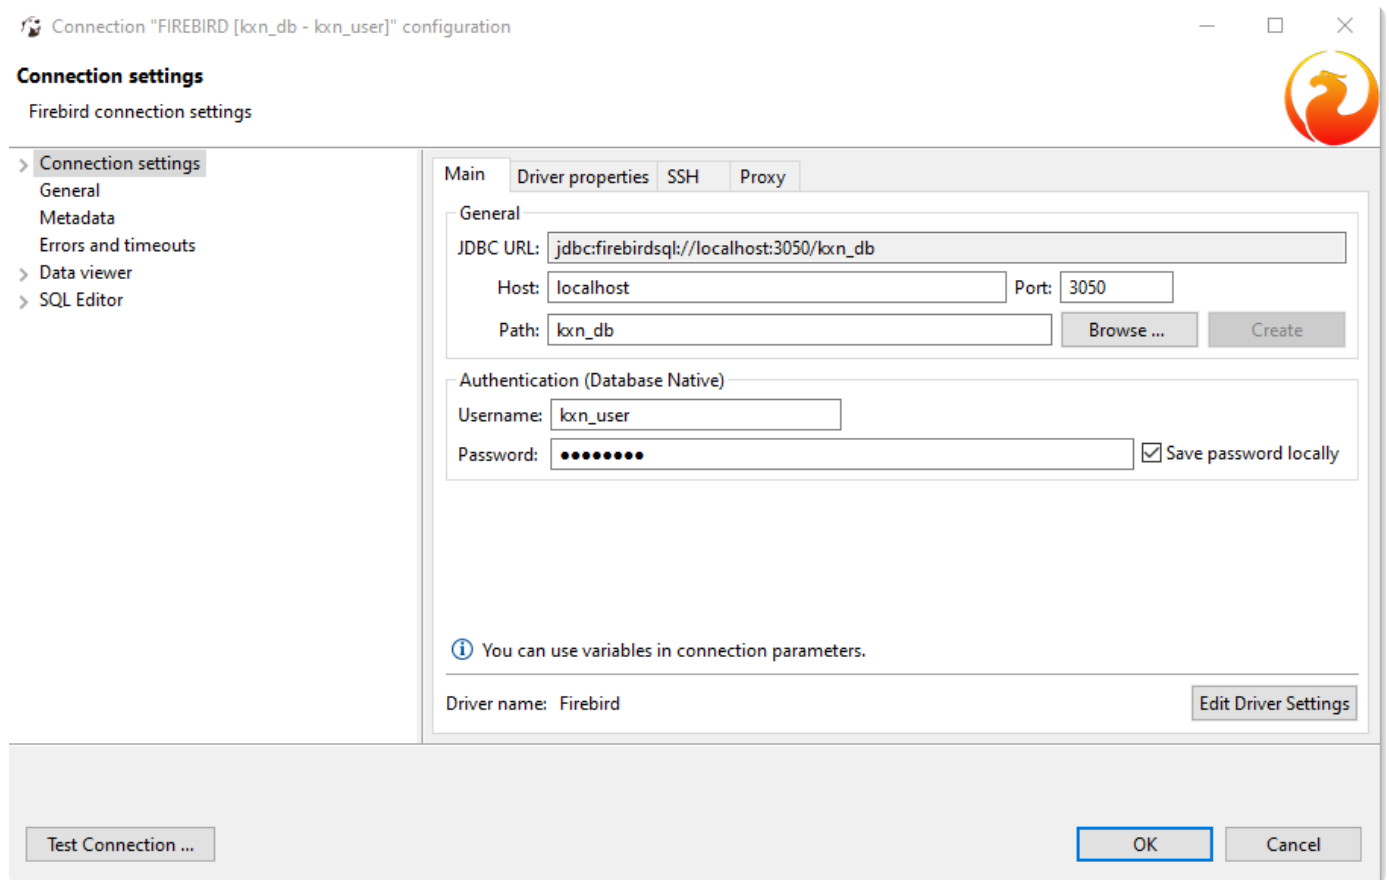 Connection "FIREBIRD [kxn_db - kxn_user]" configuration
Connection settings
Firebird connection settings
Connection settings
General
Metadata
Errors and timeouts
Data viewer
SQL Editor
Main Driver properties SSH Proxy
General
JDBC URL: jdbc:firebirdsql://localhost:3050/kxn_db
Host: localhost Port: 3050
Path: kxn_db Browse ... Create
Authentication (Database Native)
Username: kxn_user
Password: ●●●●●●●● Save password locally
You can use variables in connection parameters.
Driver name: Firebird Edit Driver Settings
Test Connection ... OK Cancel